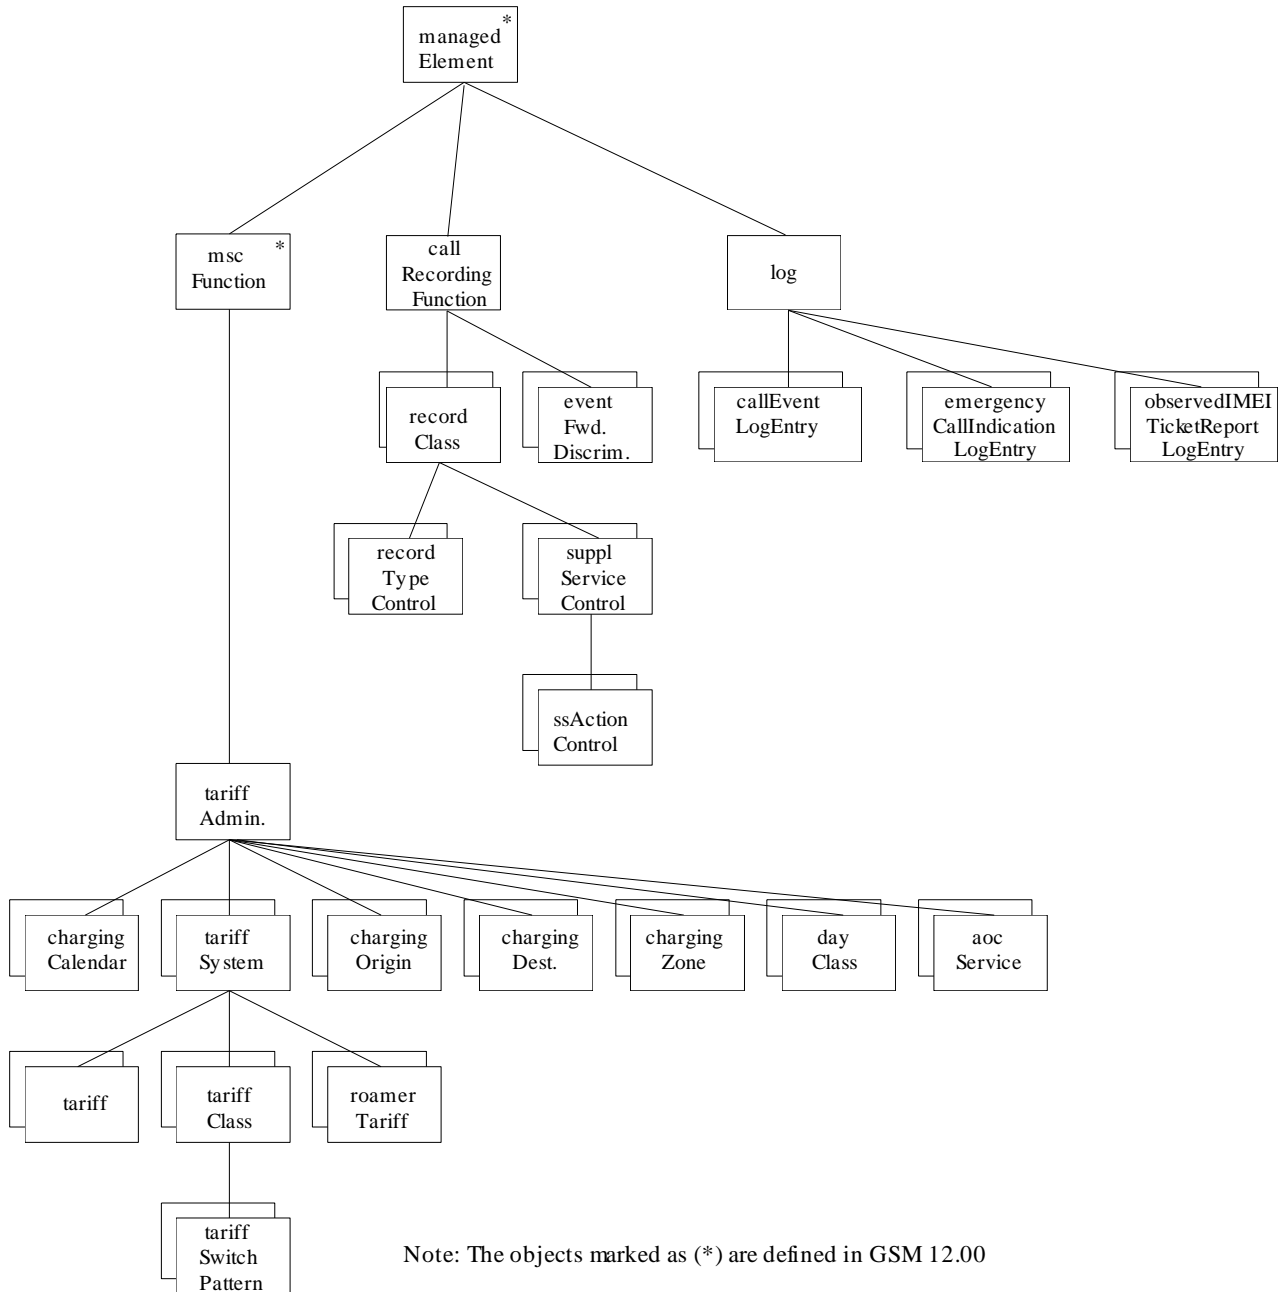 *
managed
Element
msc *
Function
call
Recording
Function
log
record
Class
event
Fwd.
Discrim.
callEvent
LogEntry
emergency
CallIndication
LogEntry
observedIMEI
TicketReport
LogEntry
record
Type
Control
suppl
Service
Control
ssAction
Control
tariff
Admin.
charging
Calendar
tariff
System
charging
Origin
charging
Dest.
charging
Zone
day
Class
aoc
Service
tariff
tariff
Class
roamer
Tariff
tariff
Switch
Pattern
Note: The objects marked as (*) are defined in GSM 12.00